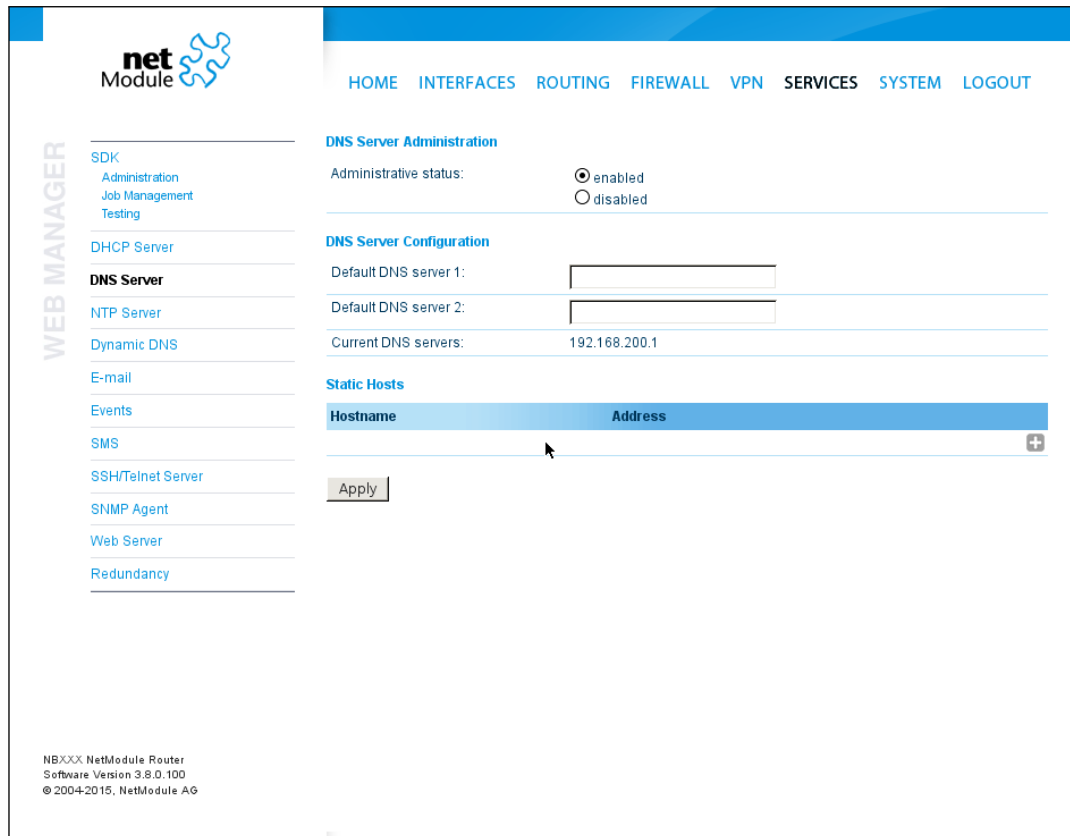 net
Module
HOME INTERFACES ROUTING FIREWALL VPN SERVICES SYSTEM LOGOUT
WEB MANAGER
SDK
Administration
Job Management
Testing
DHCP Server
DNS Server
NTP Server
Dynamic DNS
E-mail
Events
SMS
SSH/Telnet Server
SNMP Agent
Web Server
Redundancy
DNS Server Administration
Administrative status: enabled
disabled
DNS Server Configuration
Default DNS server 1:
Default DNS server 2:
Current DNS servers: 192.168.200.1
Static Hosts
Hostname Address
Apply
NBXXX NetModule Router
Software Version 3.8.0.100
© 2004-2015, NetModule AG